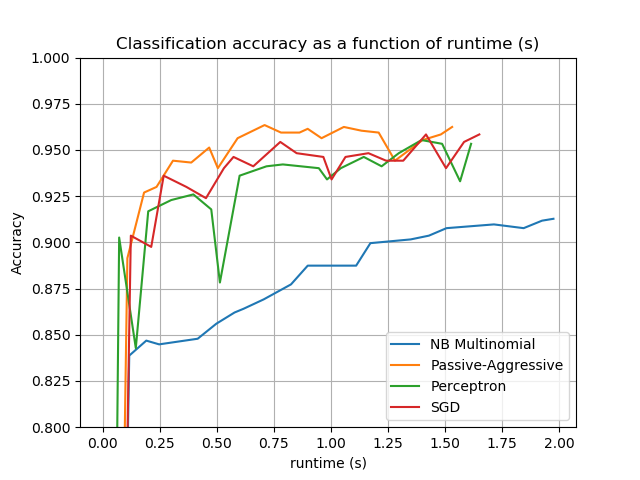 Classification accuracy as a function of runtime (s)
1.000
0.975
0.950
0.925
0.900
0.875
0.850
0.825
0.800
Accuracy
NB Multinomial
Passive-Aggressive
Perceptron
SGD
0.00 0.25 0.50 0.75 1.00 1.25 1.50 1.75 2.00
runtime (s)